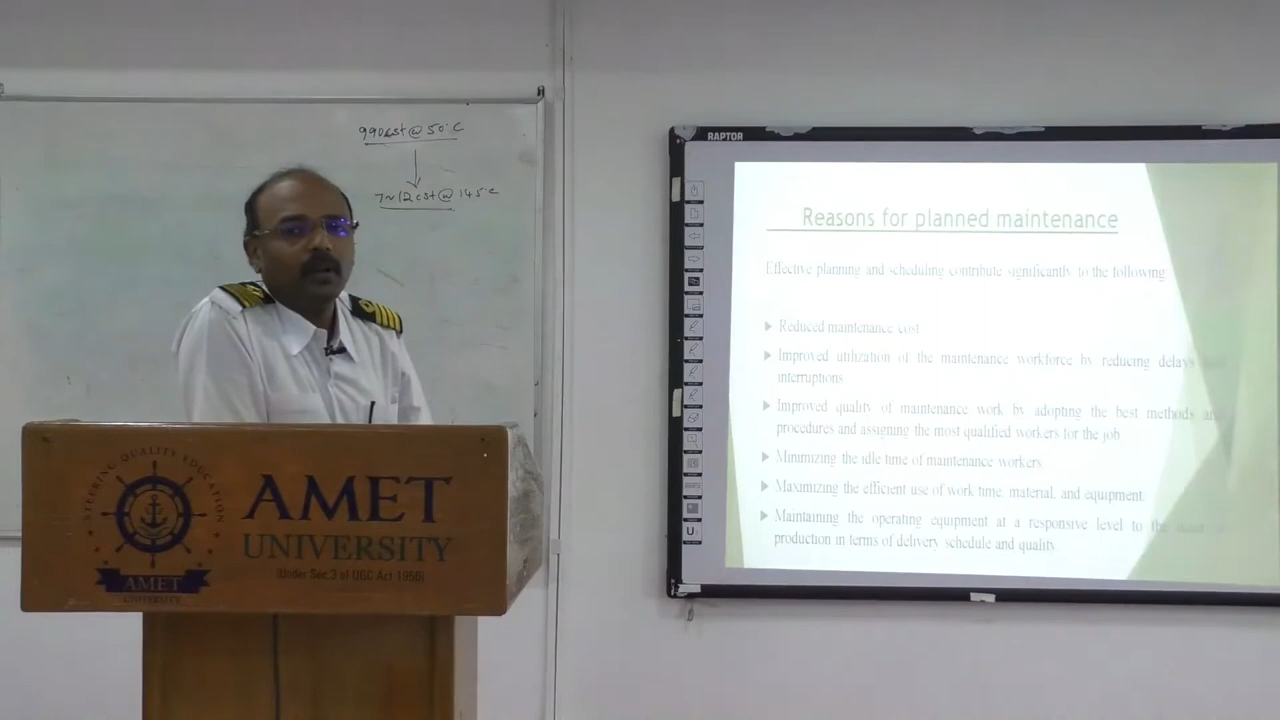 990cst @ 50°C
7~12cst @ 145°C
RAPTOR
Reasons for planned maintenance
Effective planning and scheduling contribute significantly to the following
Reduced maintenance cost
Improved utilization of the maintenance workforce by reducing delays
interruptions
Improved quality of maintenance work by adopting the best methods
procedures and assigning the most qualified workers for the job
Minimizing the idle time of maintenance workers
Maximizing the efficient use of work time, material, and equipment.
Maintaining the operating equipment at a responsive level to the
production in terms of delivery schedule and quality
STEERING QUALITY EDUCATION
AMET
UNIVERSITY
AMET
UNIVERSITY
(Under Sec.3 of UGC Act 1956)